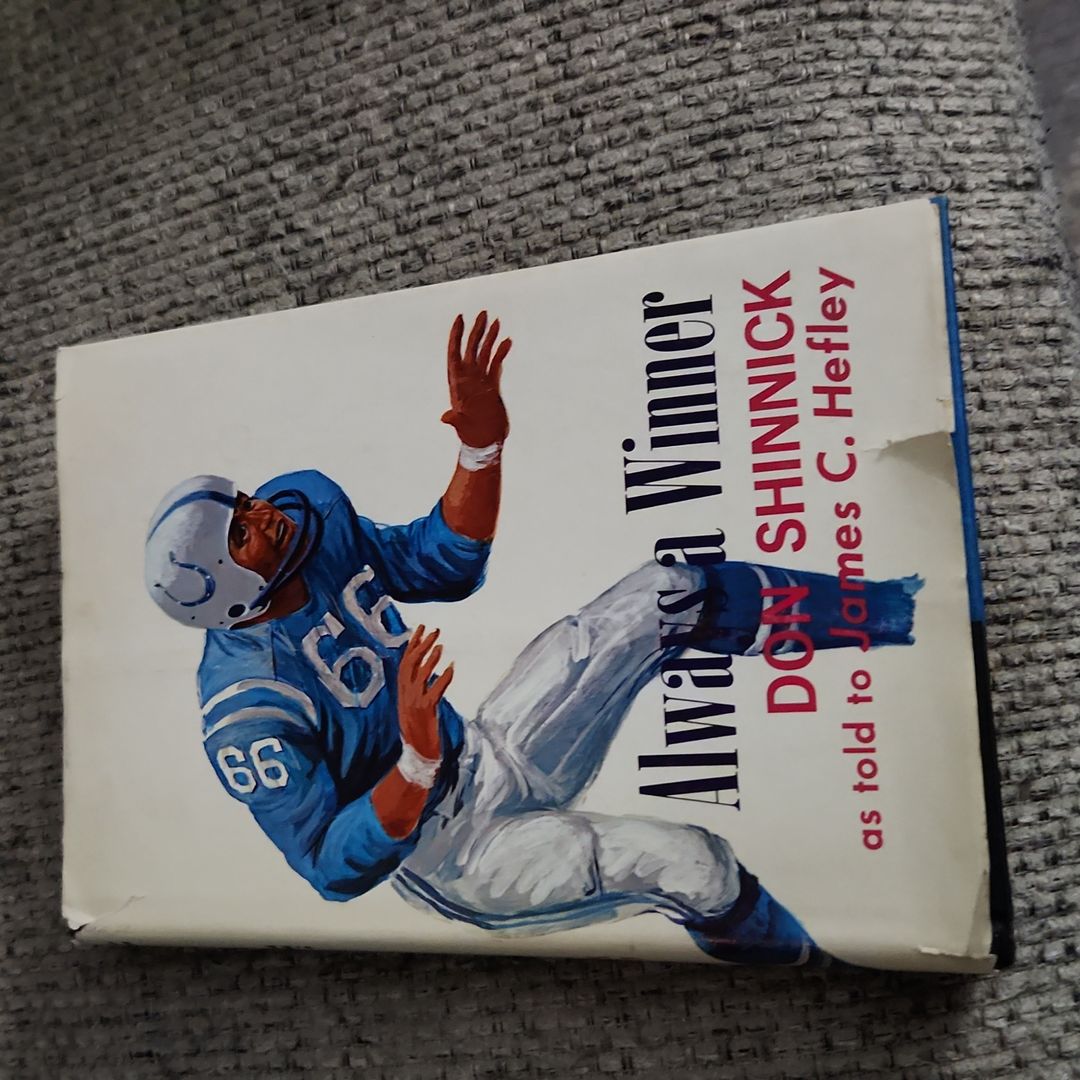 66
66
Always a Winner
DON SHINNICK
as told to James C. Hefley